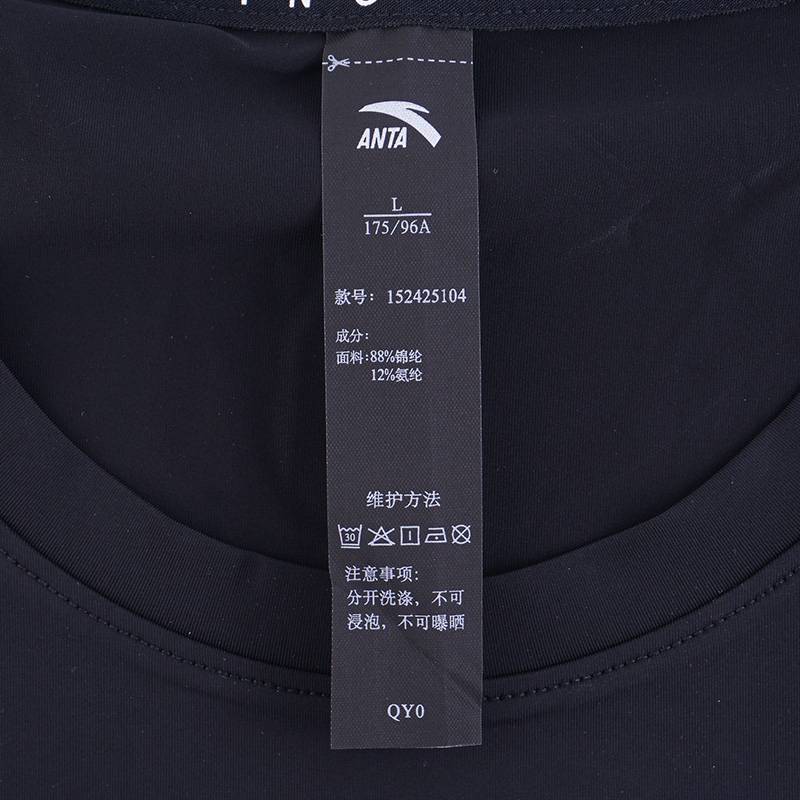 ANTA
L
175/96A
款号：152425104
成分：
面料:88%锦纶
12%氨纶
维护方法
30
注意事项：
分开洗涤，不可
浸泡，不可曝晒
QY0